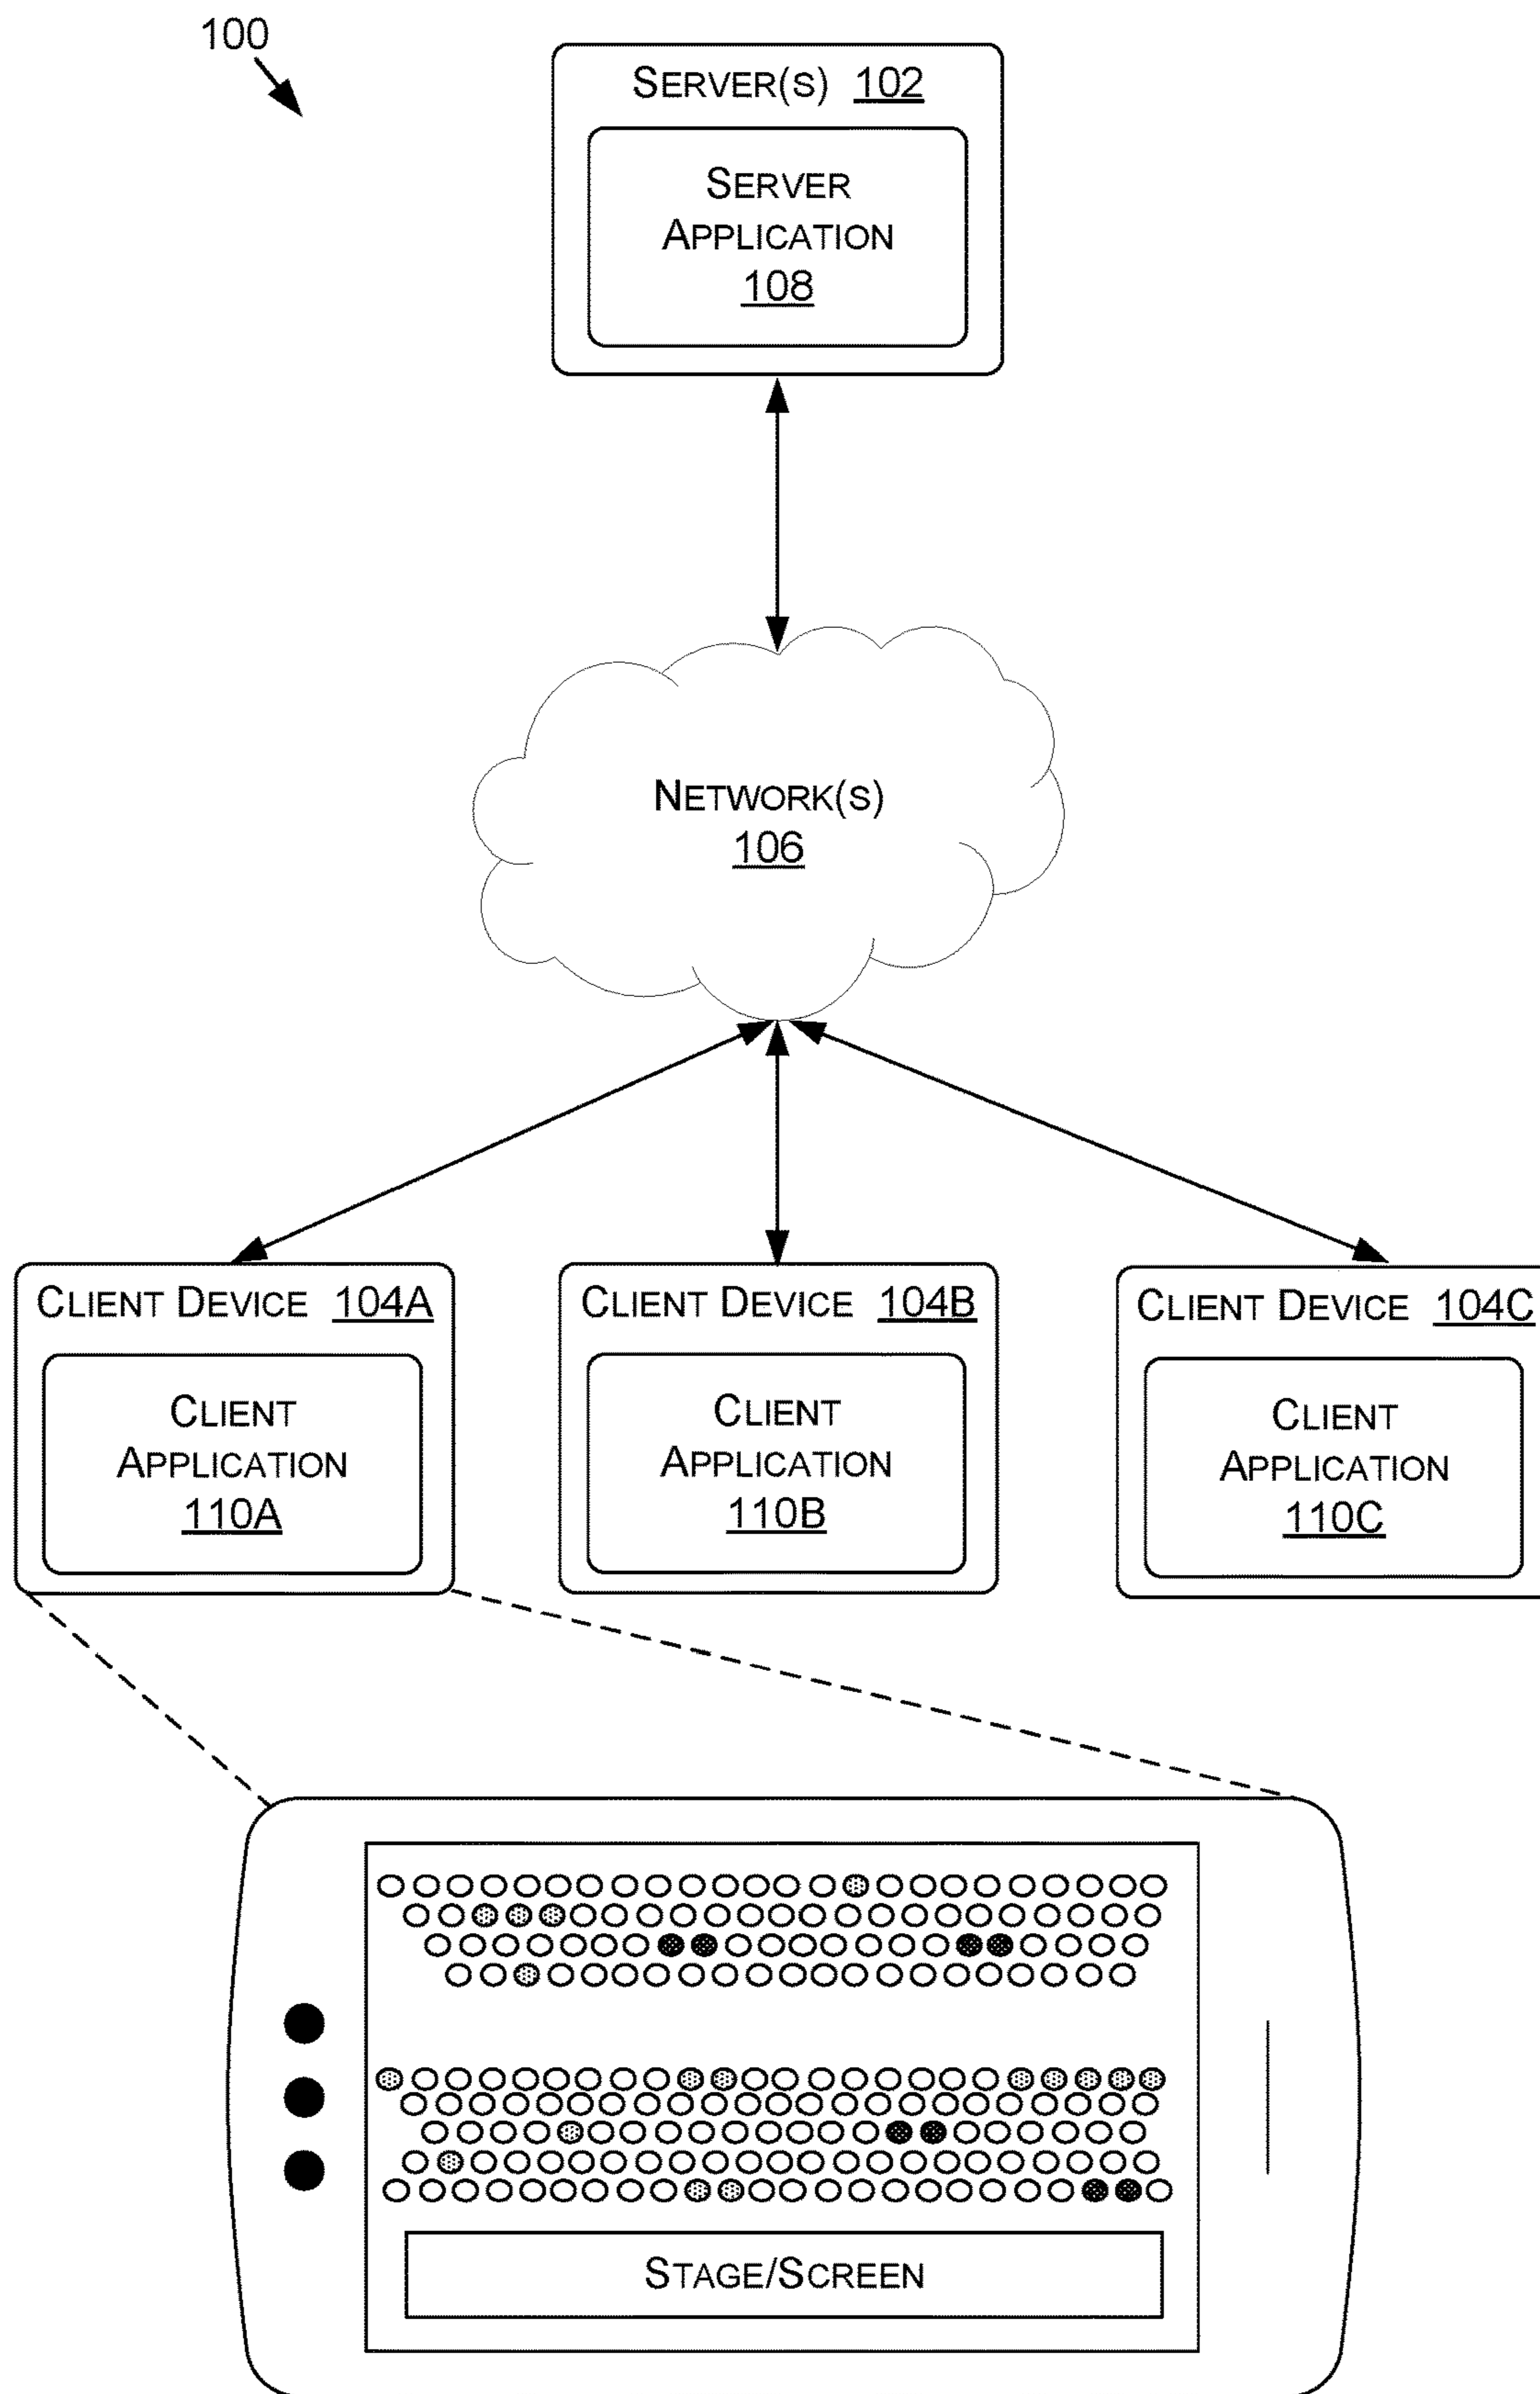 100
SERVER(S) 102
SERVER
APPLICATION
108
NETWORK(S)
106
CLIENT DEVICE 104A
CLIENT
APPLICATION
110A
CLIENT DEVICE 104B
CLIENT
APPLICATION
110B
CLIENT DEVICE 104C
CLIENT
APPLICATION
110C
STAGE/SCREEN